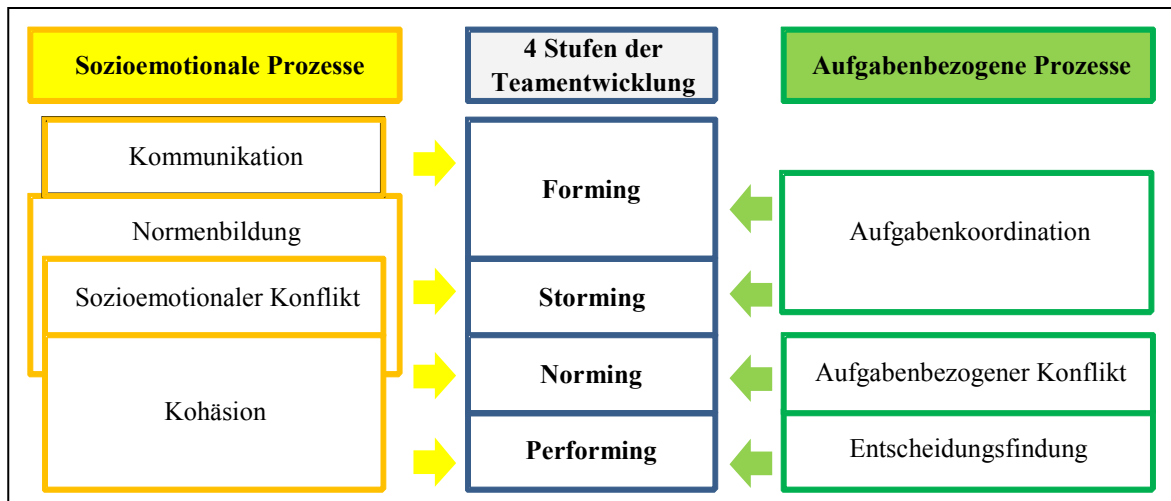 Sozioemotionale Prozesse
4 Stufen der
Teamentwicklung
Aufgabenbezogene Prozesse
Kommunikation
Normenbildung
Sozioemotionaler Konflikt
Kohäsion
Forming
Storming
Norming
Performing
Aufgabenkoordination
Aufgabenbezogener Konflikt
Entscheidungsfindung